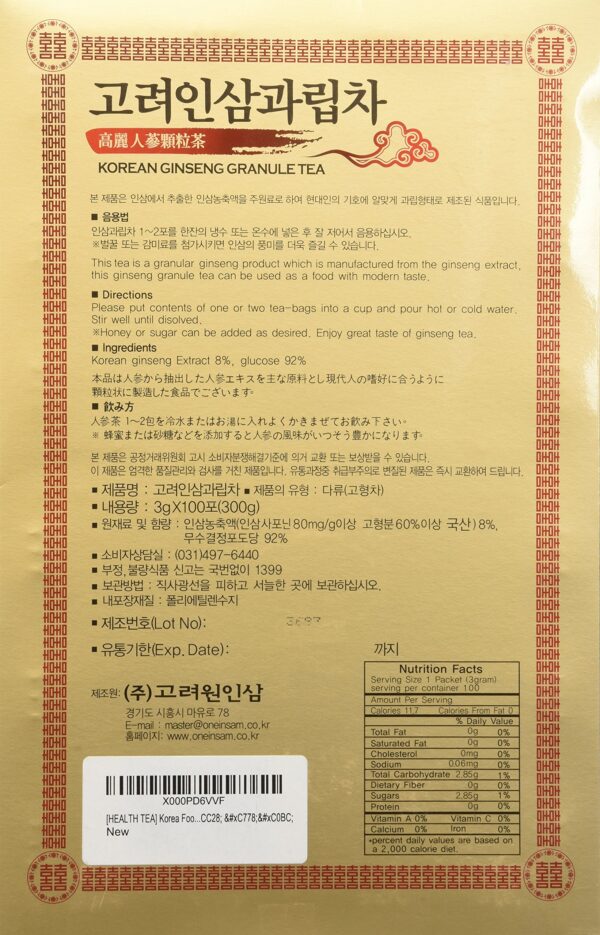 고려인삼과립차
高麗人蔘顆粒茶
KOREAN GINSENG GRANULE TEA
본 제품은 인삼에서 추출한 인삼농축액을 주원료로 하여 현대인의 기호에 알맞게 과립형태로 제조된 식품입니다.
■ 음용법
인삼과립차 1~2포를 한잔의 냉수 또는 온수에 넣은 후 잘 저어서 음용하십시오.
※벌꿀 또는 감미료를 첨가시키면 인삼의 풍미를 더욱 즐길 수 있습니다.
This tea is a granular ginseng product which is manufactured from the ginseng extract,
this ginseng granule tea can be used as a food with modern taste.
■ Directions
Please put contents of one or two tea-bags into a cup and pour hot or cold water.
Stir well until disolved.
※Honey or sugar can be added as desired. Enjoy great taste of ginseng tea.
■ Ingredients
Korean ginseng Extract 8%, glucose 92%
本品は人參から抽出した人參エキスを主な原料とし現代人の嗜好に合うように
顆粒狀に製造した食品でございます。
■ 飮み方
人參茶 1~2包を冷水またはお湯に入れよくかきまぜてお飮み下さい。
※ 蜂蜜または砂糖などを添加すると人參の風味がいつそう豊かになります。
본 제품은 공정거래위원회 고시 소비자분쟁해결기준에 의거 교환 또는 보상받을 수 있습니다.
이 제품은 엄격한 품질관리와 검사를 거친 제품입니다. 유통과정중 취급부주의로 변질된 제품은 즉시 교환하여 드립니다.
■ 제품명 : 고려인삼과립차 ■ 제품의 유형 : 다류(고형차)
■ 내용량 : 3gX100포(300g)
■ 원재료 및 함량 : 인삼농축액(인삼사포닌 80mg/g이상 고형분 60%이상 국산) 8%,
무수결정포도당 92%
■ 소비자상담실 : (031)497-6440
■ 부정,불량식품 신고는 국번없이 1399
■ 보관방법 : 직사광선을 피하고 서늘한 곳에 보관하십시오.
■ 내포장재질 : 폴리에틸렌수지
■ 제조번호(Lot No):
■ 유통기한(Exp. Date): 까지
제조원: (주)고려원인삼
경기도 시흥시 마유로 78
E-mail : master@oneinsam.co.kr
홈페이지: www.oneinsam.co.kr
X000PD6VVF
[HEALTH TEA] Korea Foo...CC28; &#xC778;&#xC0BC;
New
Nutrition Facts
Serving Size 1 Packet (3gram)
serving per container 100
Amount Per Serving
Calories 11.7 Calories From Fat 0
% Daily Value
Total Fat 0g 0%
Saturated Fat 0g 0%
Cholesterol 0mg 0%
Sodium 0.06mg 0%
Total Carbohydrate 2.85g 1%
Dietary Fiber 0g 0%
Sugars 2.85g 1%
Protein 0g 0%
Vitamin A 0% Vitamin C 0%
Calcium 0% Iron 0%
*percent daily values are based on
a 2,000 calorie diet.